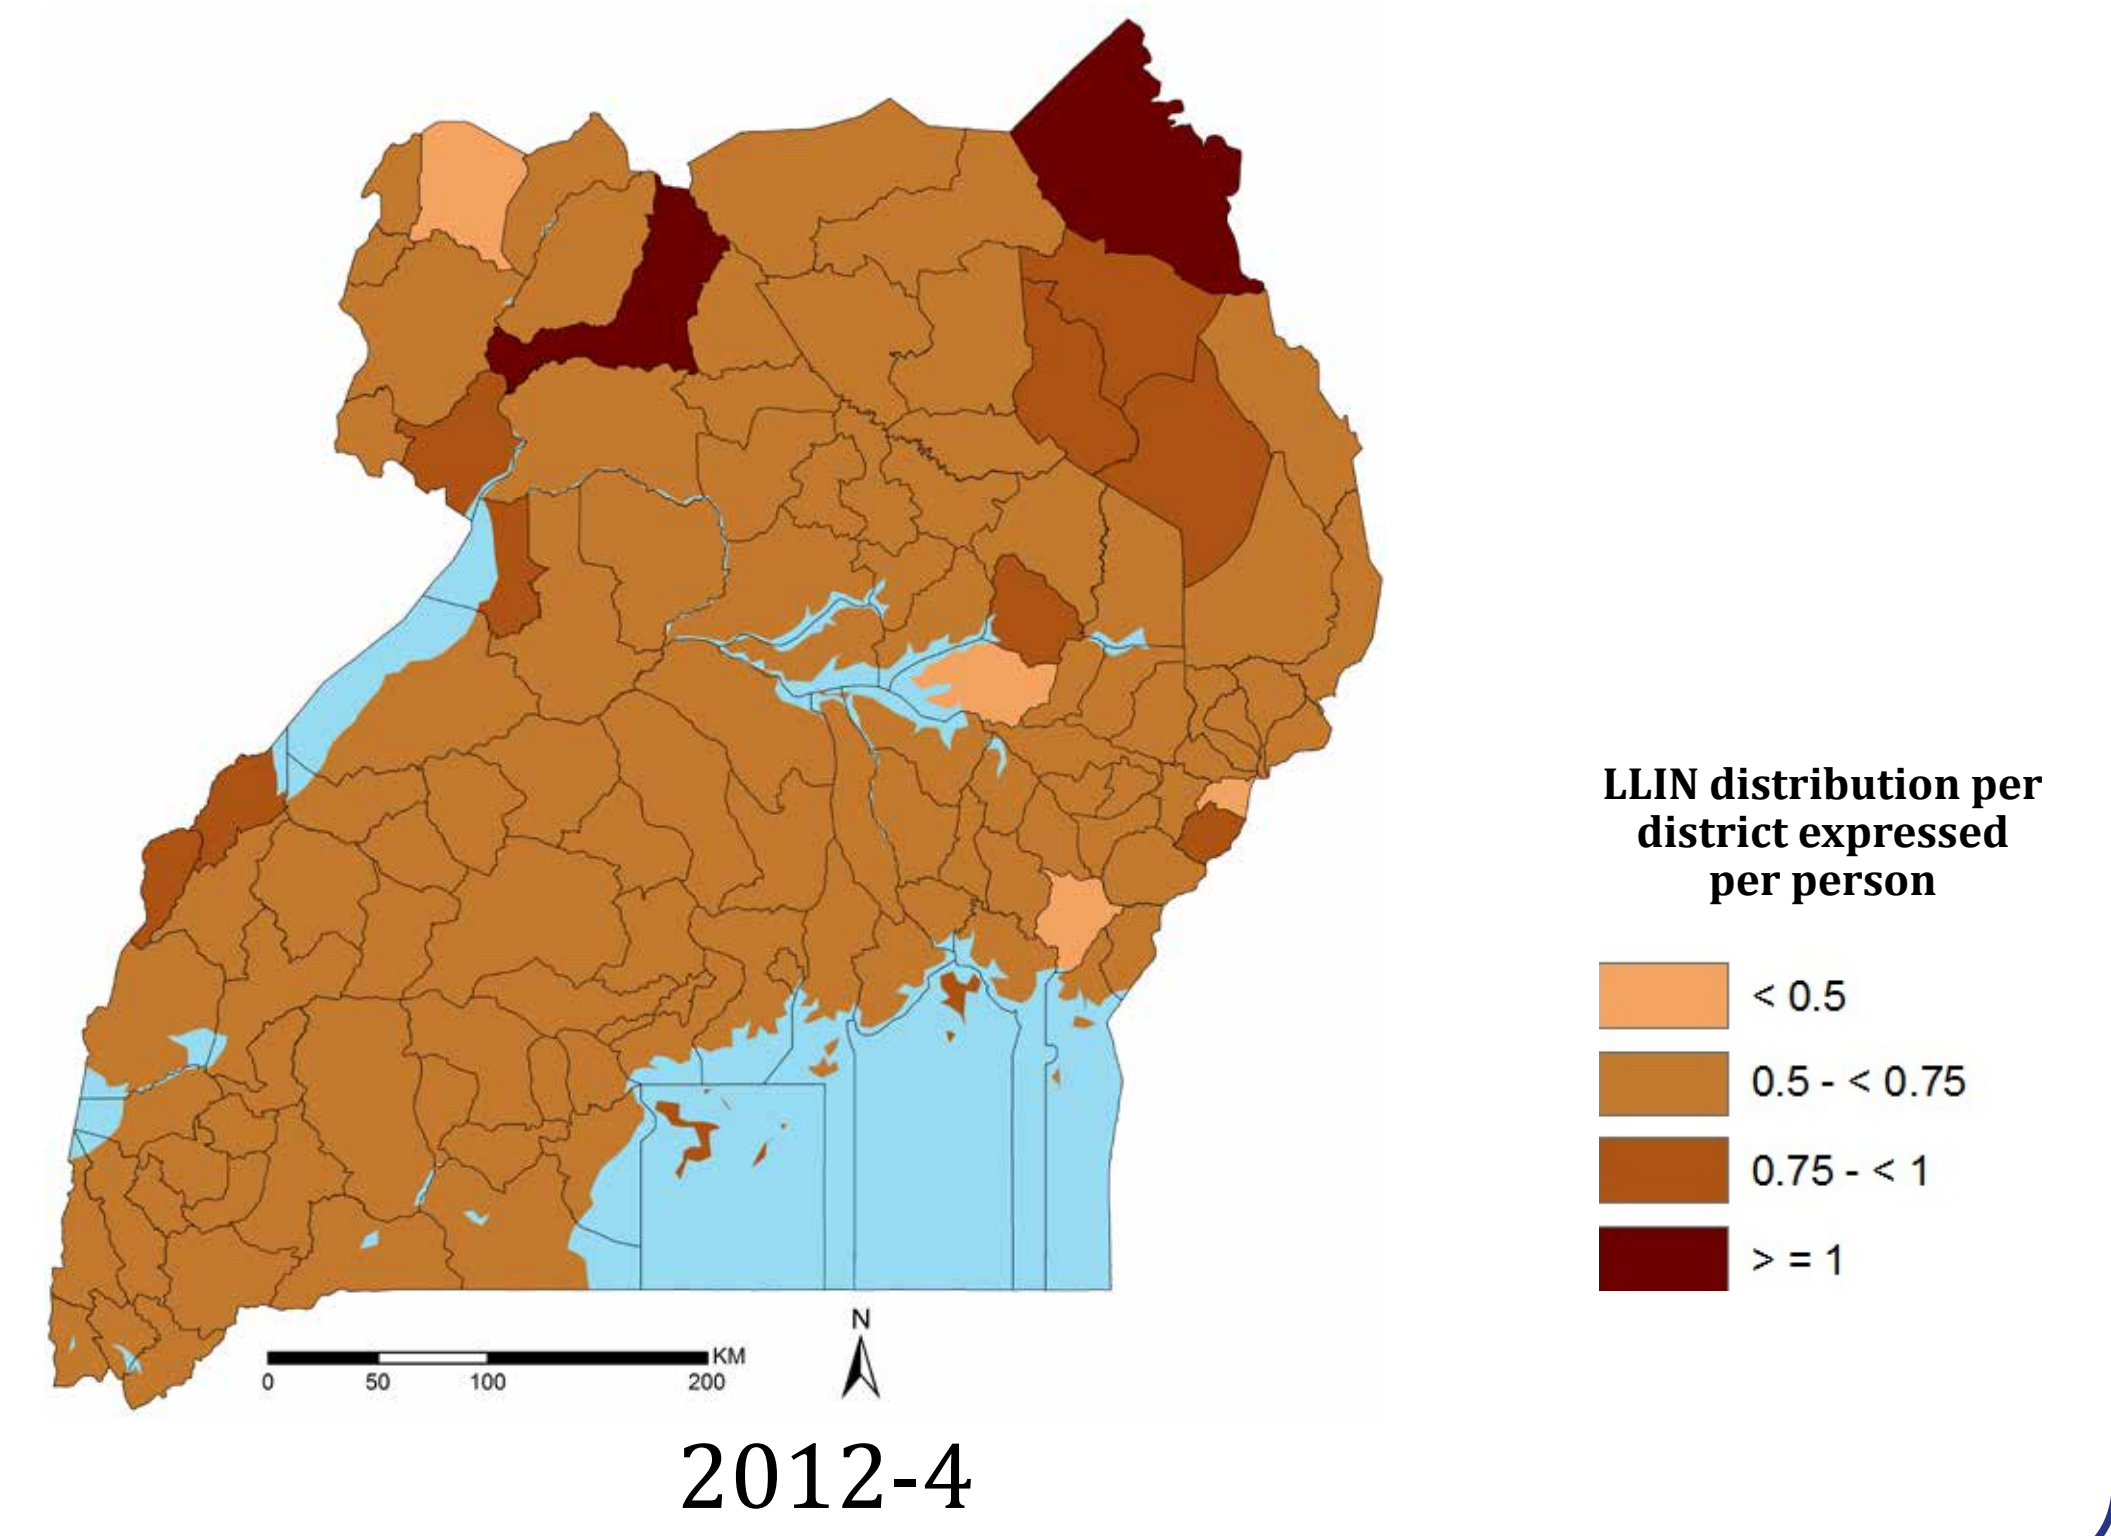 LLIN distribution per
district expressed
per person
< 0.5
0.5 - < 0.75
0.75 - < 1
> = 1
N
KM
0 50 100 200
2012-4